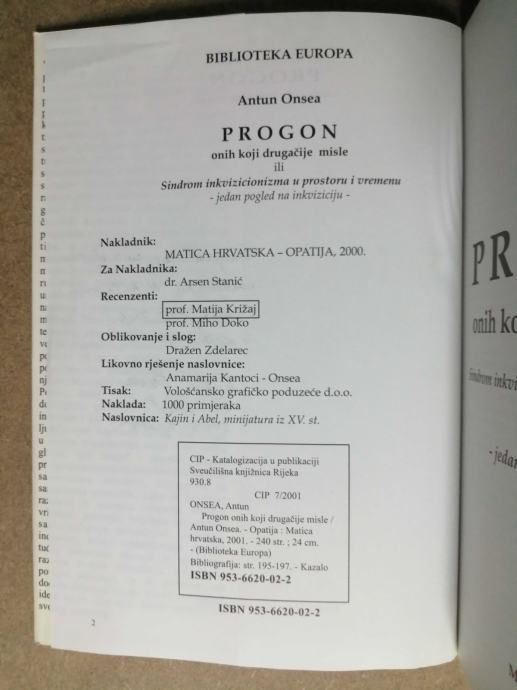 BIBLIOTEKA EUROPA
Antun Onsea
PROGON
onih koji drugačije misle
ili
Sindrom inkvizicionizma u prostoru i vremenu
- jedan pogled na inkviziciju -
Nakladnik:
MATICA HRVATSKA – OPATIJA, 2000.
Za Nakladnika:
dr. Arsen Stanić
Recenzenti:
prof. Matija Križaj
prof. Miho Doko
Oblikovanje i slog:
Dražen Zdelarec
Likovno rješenje naslovnice:
Anamarija Kantoci - Onsea
Tisak: Vološćansko grafičko poduzeće d.o.o.
Naklada: 1000 primjeraka
Naslovnica: Kajin i Abel, minijatura iz XV. st.
CIP - Katalogizacija u publikaciji
Sveučilišna knjižnica Rijeka
930.8
CIP 7/2001
ONSEA, Antun
Progon onih koji drugačije misle /
Antun Onsea. - Opatija : Matica
hrvatska, 2001. - 240 str. ; 24 cm.
- (Biblioteka Europa)
Bibliografija: str. 195-197. - Kazalo
ISBN 953-6620-02-2
ISBN 953-6620-02-2
2
PR
onih ko
Sindrom inkvi
- jedan
M